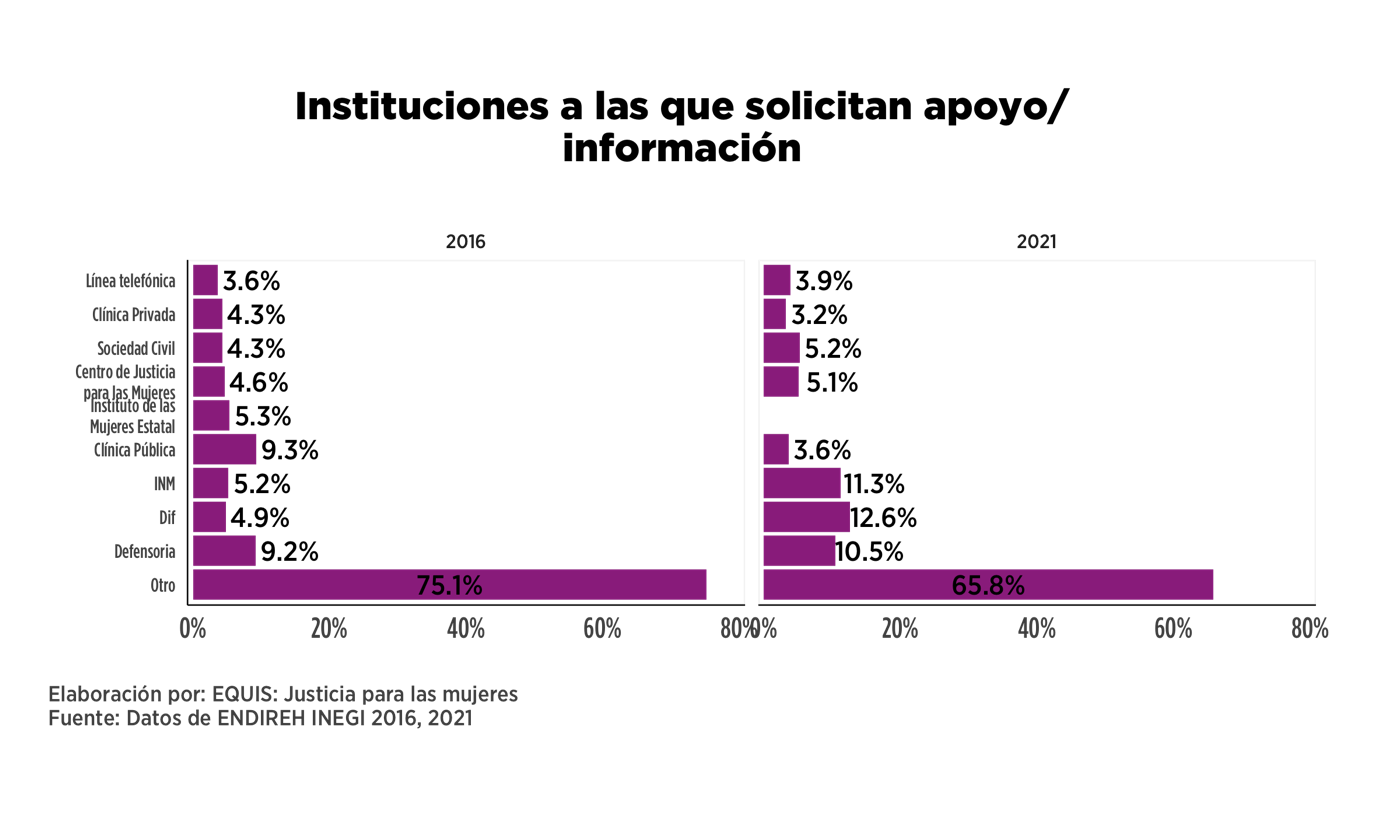 Instituciones a las que solicitan apoyo/
información
2016
2021
Línea telefónica 3.6% 3.9%
Clínica Privada 4.3% 3.2%
Sociedad Civil 4.3% 5.2%
Centro de Justicia
para las Mujeres 4.6% 5.1%
Instituto de las
Mujeres Estatal 5.3%
Clínica Pública 9.3% 3.6%
INM 5.2% 11.3%
Dif 4.9% 12.6%
Defensoria 9.2% 10.5%
Otro 75.1% 65.8%
0% 20% 40% 60% 80% 0% 20% 40% 60% 80%
Elaboración por: EQUIS: Justicia para las mujeres
Fuente: Datos de ENDIREH INEGI 2016, 2021